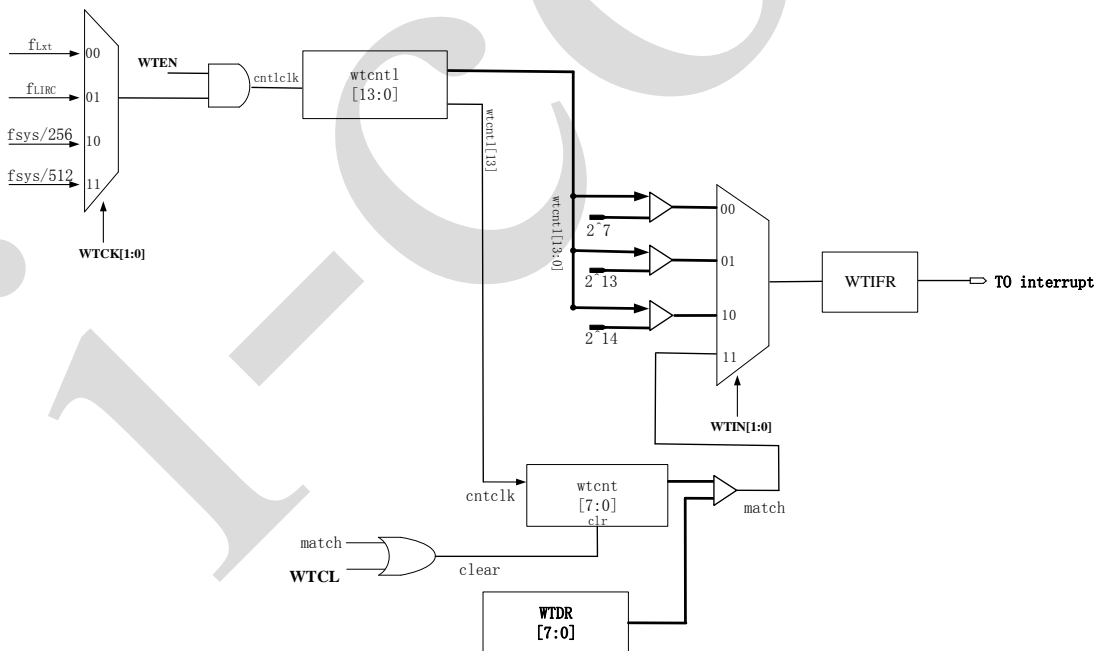 fLxt
00
WTEN
cntlclk
wtcntl
[13:0]
fLIRC
01
fsys/256
10
fsys/512
11
WTCK[1:0]
wtcntl[13]
wtcntl[13:0]
2^7
00
2^13
01
2^14
10
11
WTIN[1:0]
WTIFR
TO interrupt
cntclk
wtcnt
[7:0]
clr
match
match
WTCL
clear
WTDR
[7:0]